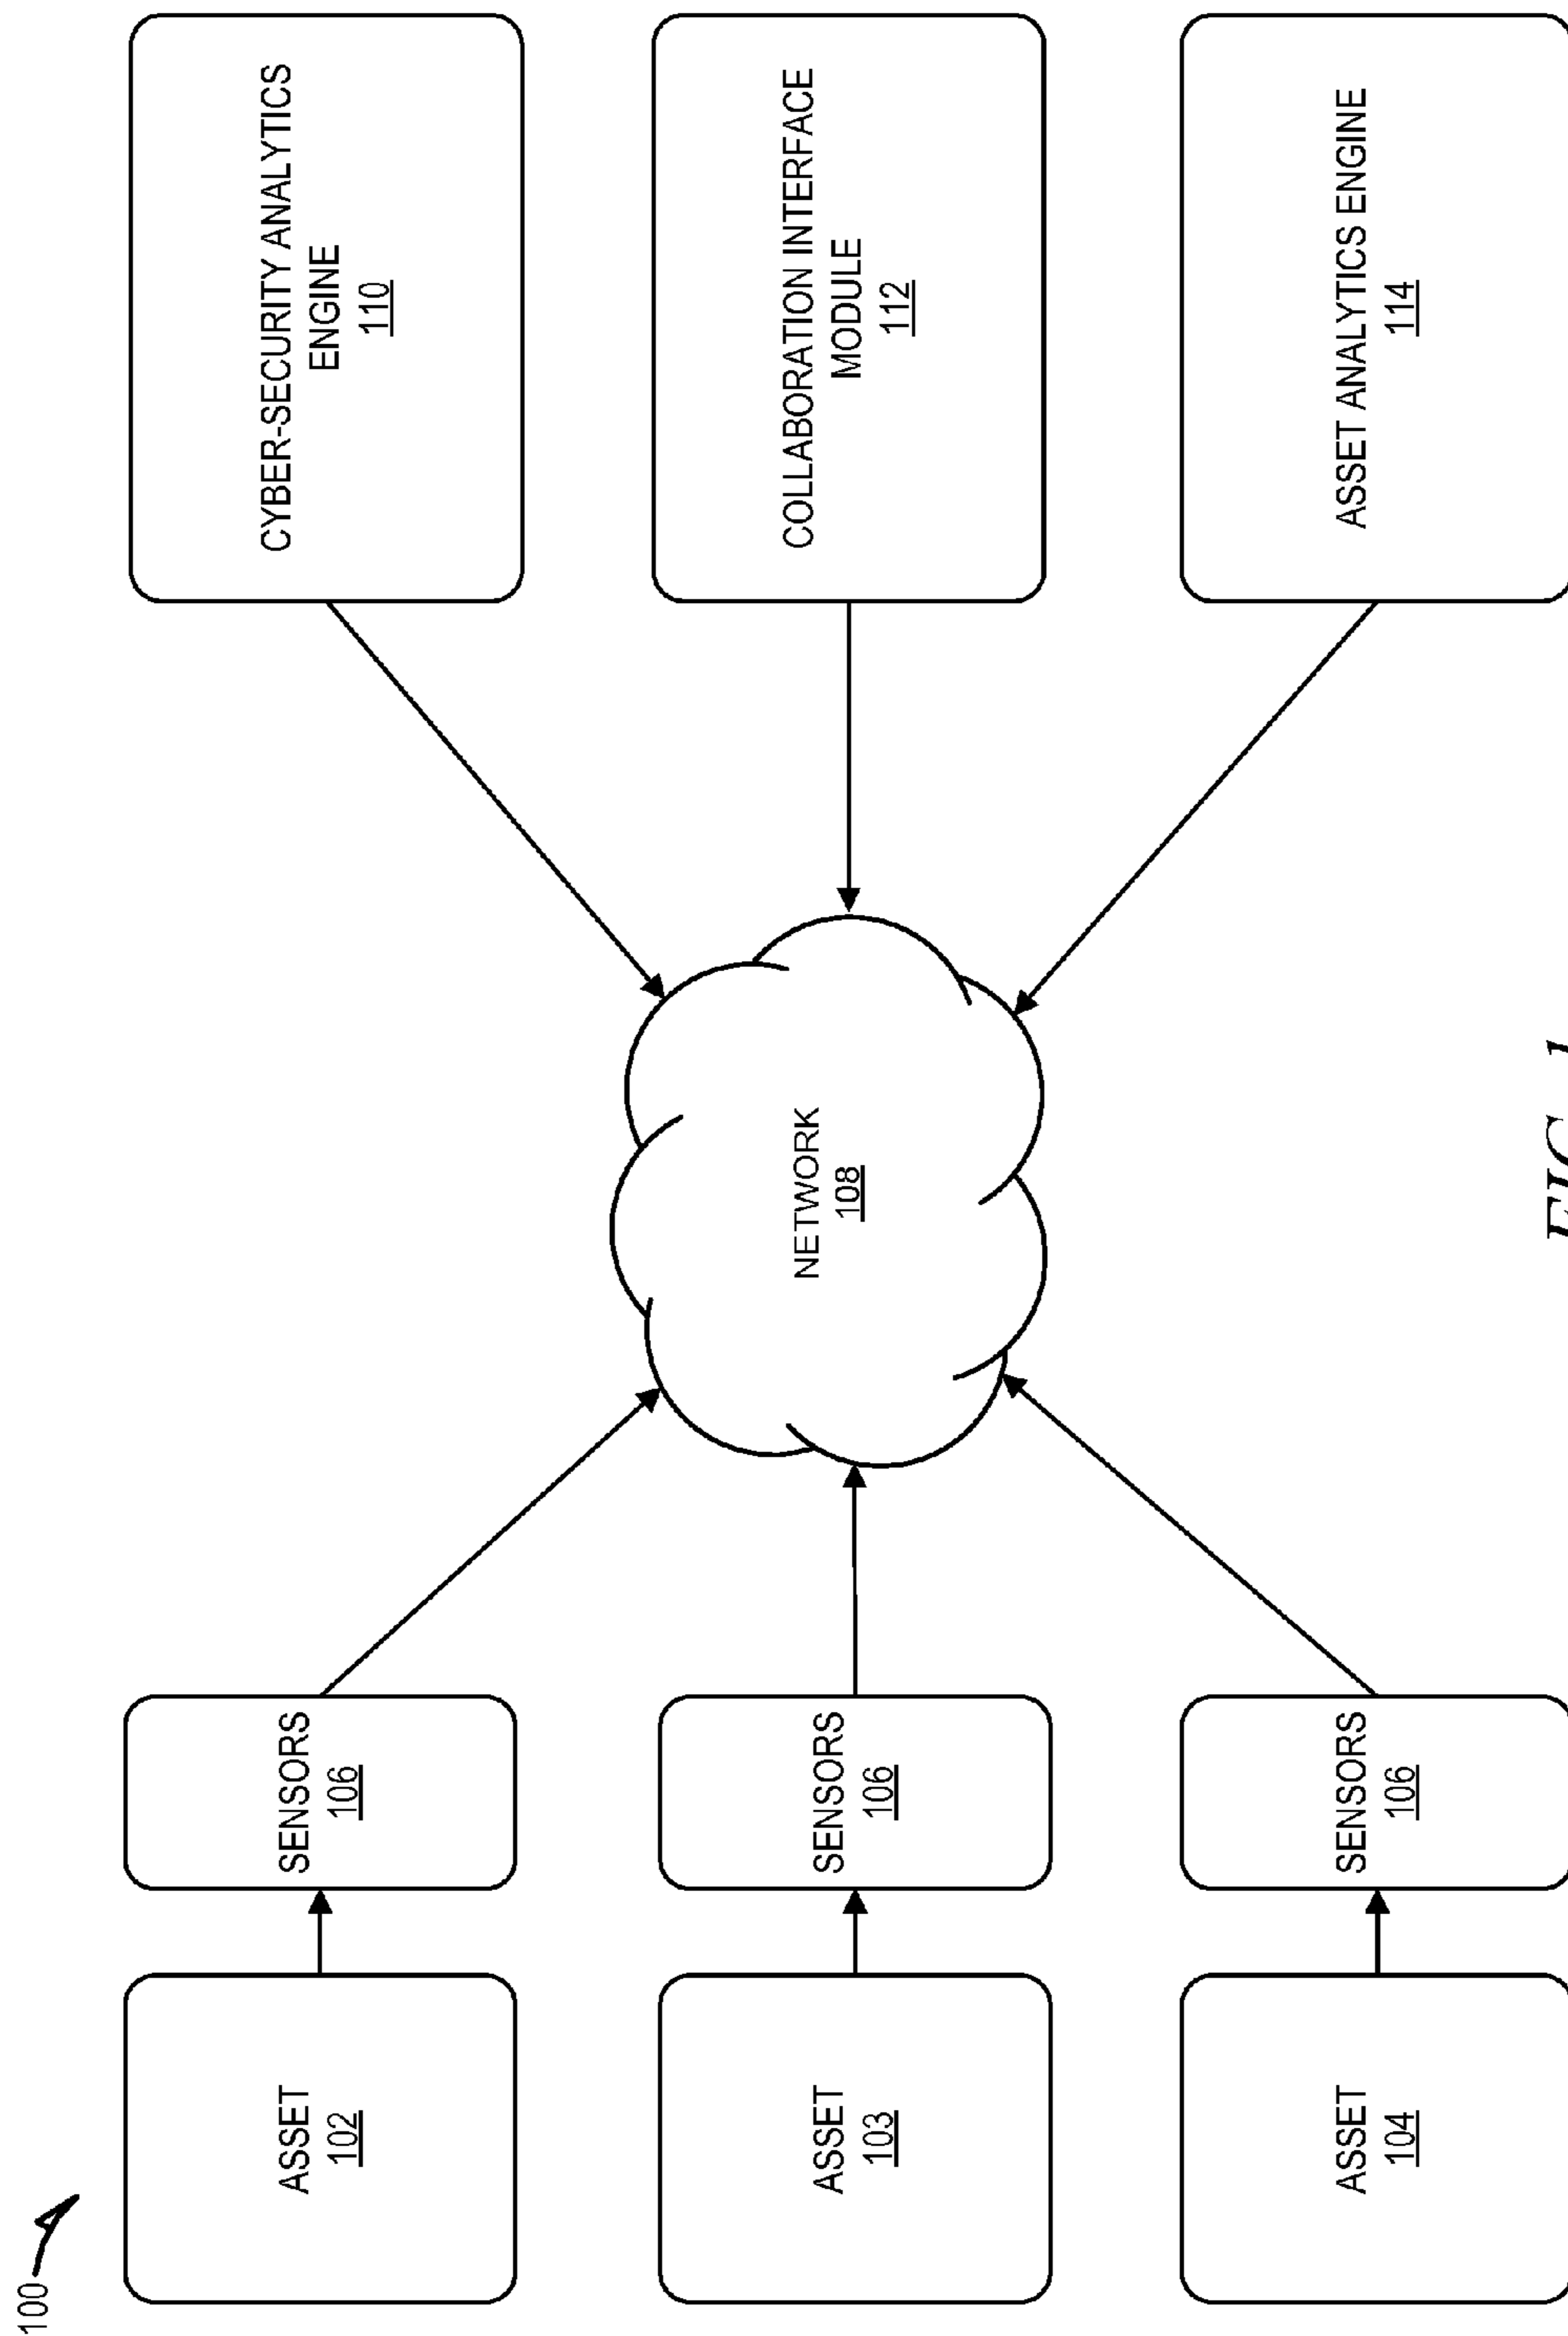 100
ASSET
102
SENSORS
106
ASSET
103
SENSORS
106
ASSET
104
SENSORS
106
NETWORK
108
CYBER-SECURITY ANALYTICS
ENGINE
110
COLLABORATION INTERFACE
MODULE
112
ASSET ANALYTICS ENGINE
114
FIG. 1